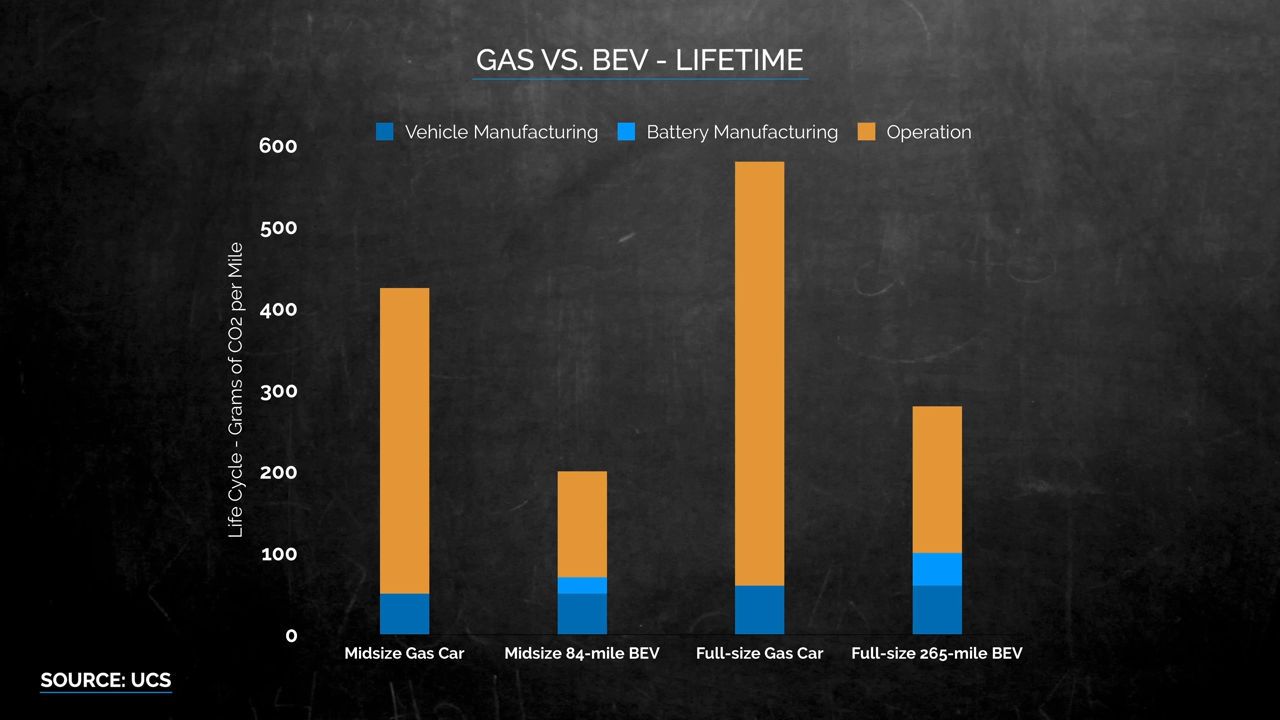 GAS VS. BEV - LIFETIME
Vehicle Manufacturing Battery Manufacturing Operation
600
500
400
300
200
100
0
Life Cycle - Grams of CO2 per Mile
Midsize Gas Car Midsize 84-mile BEV Full-size Gas Car Full-size 265-mile BEV
SOURCE: UCS